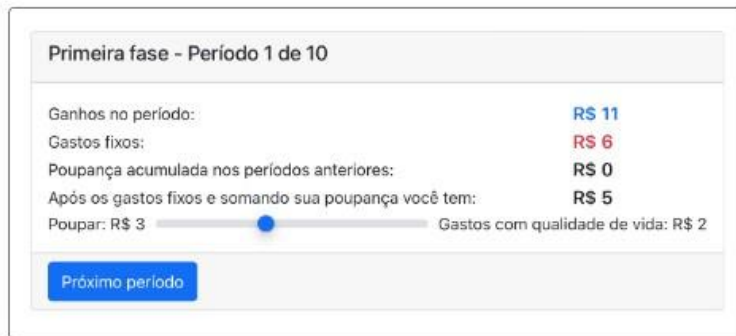 Primeira fase - Período 1 de 10
Ganhos no período: R$ 11
Gastos fixos: R$ 6
Poupança acumulada nos períodos anteriores: R$ 0
Após os gastos fixos e somando sua poupança você tem: R$ 5
Poupar: R$ 3 Gastos com qualidade de vida: R$ 2
Próximo período